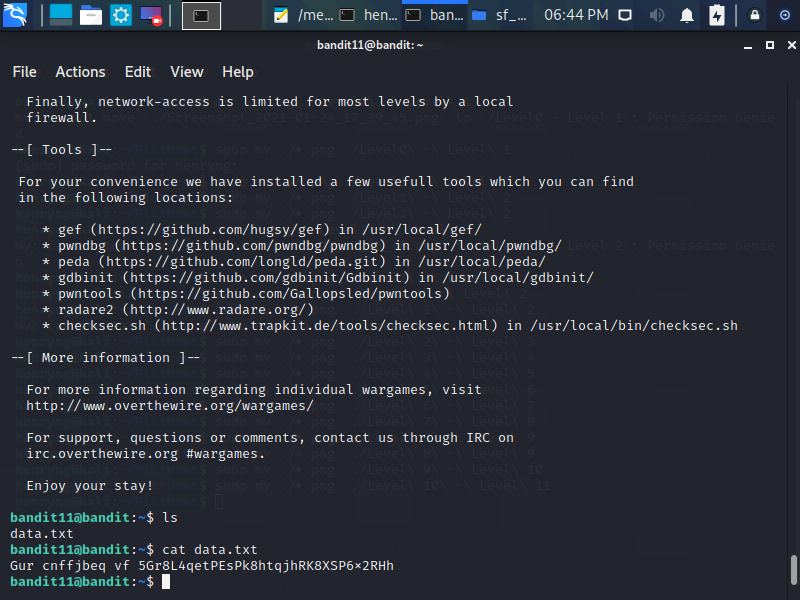 /me... hen... ban... sf_... 06:44 PM
bandit11@bandit: ~
File Actions Edit View Help
Finally, network-access is limited for most levels by a local
firewall.
--[ Tools ]--
For your convenience we have installed a few usefull tools which you can find
in the following locations:
* gef (https://github.com/hugsy/gef) in /usr/local/gef/
* pwndbg (https://github.com/pwndbg/pwndbg) in /usr/local/pwndbg/
* peda (https://github.com/longld/peda.git) in /usr/local/peda/
* gdbinit (https://github.com/gdbinit/Gdbinit) in /usr/local/gdbinit/
* pwntools (https://github.com/Gallopsled/pwntools)
* radare2 (http://www.radare.org/)
* checksec.sh (http://www.trapkit.de/tools/checksec.html) in /usr/local/bin/checksec.sh
--[ More information ]--
For more information regarding individual wargames, visit
http://www.overthewire.org/wargames/
For support, questions or comments, contact us through IRC on
irc.overthewire.org #wargames.
Enjoy your stay!
bandit11@bandit:~$ ls
data.txt
bandit11@bandit:~$ cat data.txt
Gur cnffjbeq vf 5Gr8L4qetPEsPk8htqjhRK8XSP6x2RHh
bandit11@bandit:~$